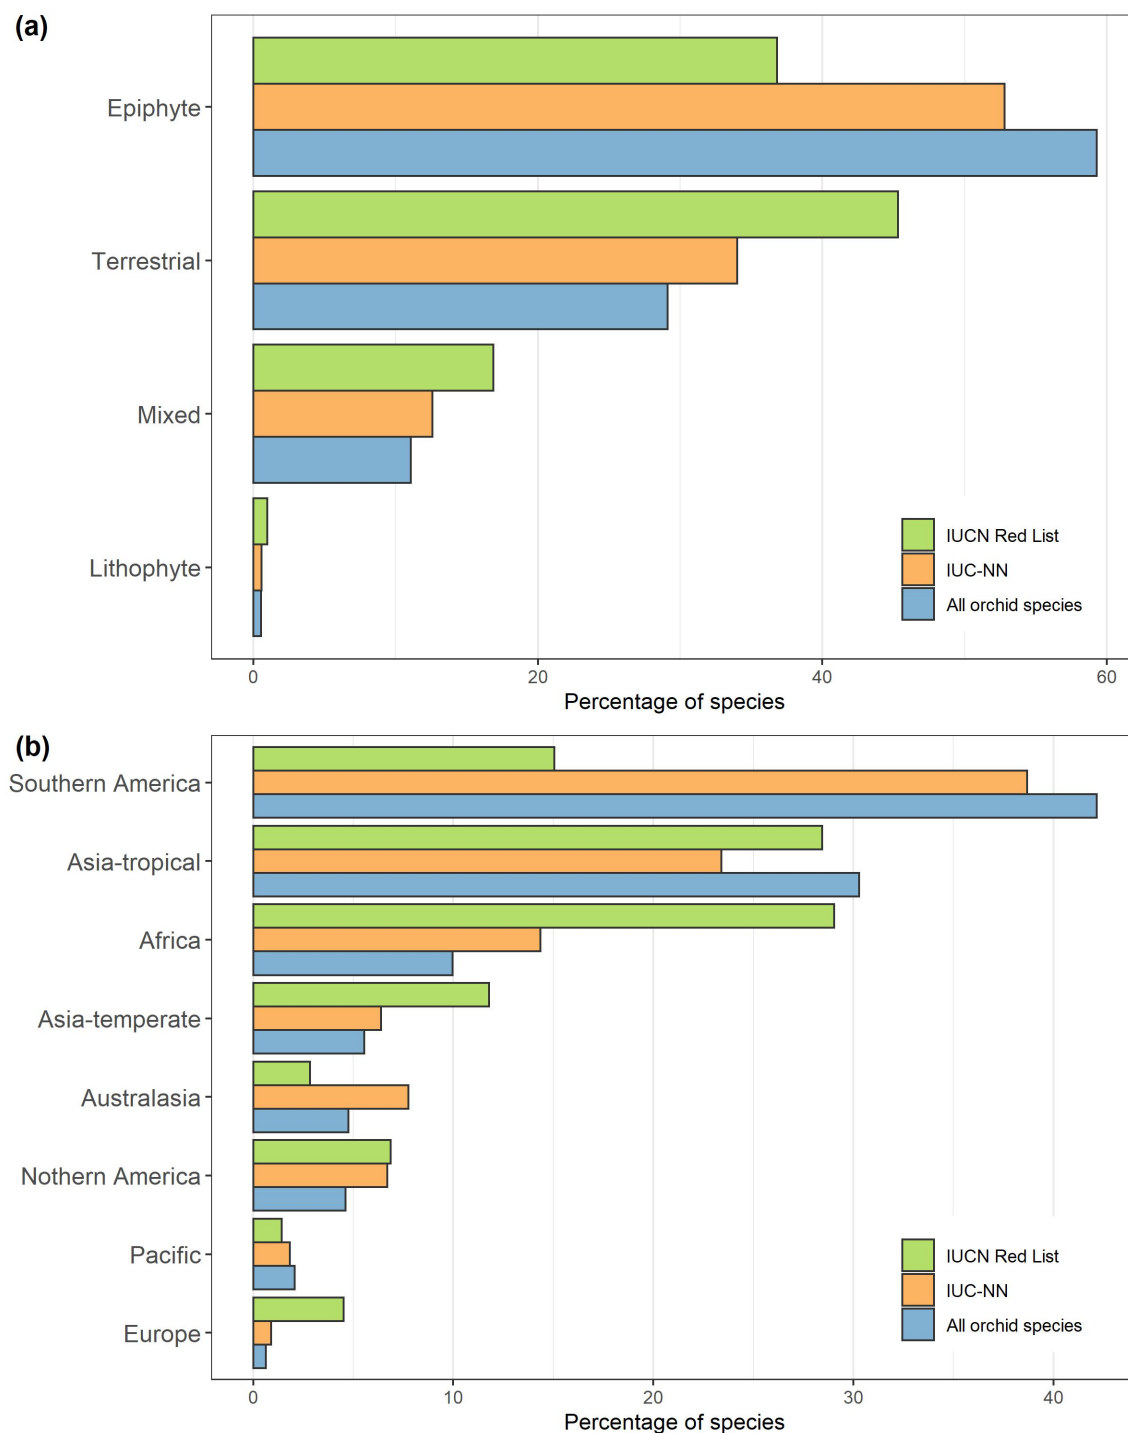 (a)
Epiphyte
Terrestrial
Mixed
Lithophyte
IUCN Red List
IUC-NN
All orchid species
0 20 40 60
Percentage of species
(b)
Southern America
Asia-tropical
Africa
Asia-temperate
Australasia
Nothern America
Pacific
Europe
IUCN Red List
IUC-NN
All orchid species
0 10 20 30 40
Percentage of species